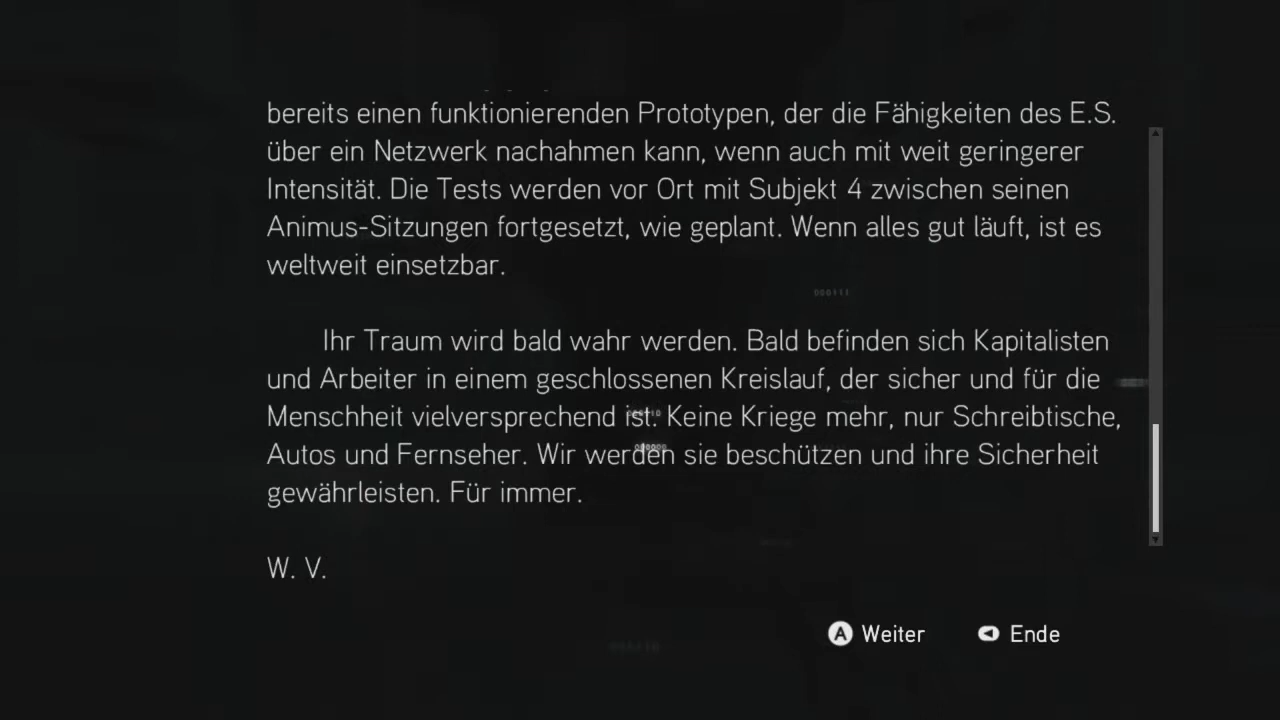 bereits einen funktionierenden Prototypen, der die Fähigkeiten des E.S.
über ein Netzwerk nachahmen kann, wenn auch mit weit geringerer
Intensität. Die Tests werden vor Ort mit Subjekt 4 zwischen seinen
Animus-Sitzungen fortgesetzt, wie geplant. Wenn alles gut läuft, ist es
weltweit einsetzbar.
000111
Ihr Traum wird bald wahr werden. Bald befinden sich Kapitalisten
und Arbeiter in einem geschlossenen Kreislauf, der sicher und für die
Menschheit vielversprechend ist. Keine Kriege mehr, nur Schreibtische,
Autos und Fernseher. Wir werden sie beschützen und ihre Sicherheit
gewährleisten. Für immer.
W. V.
A Weiter
Ende